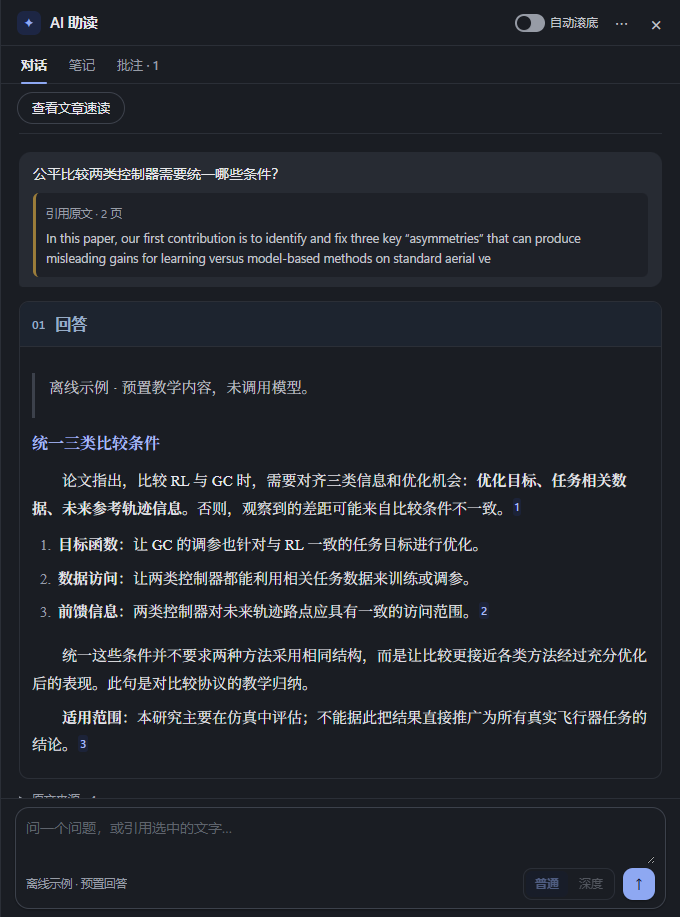 AI 助读
自动滚底
对话 笔记 批注 · 1
查看文章速读
公平比较两类控制器需要统一哪些条件?
引用原文 · 2 页
In this paper, our first contribution is to identify and fix three key “asymmetries” that can produce
misleading gains for learning versus model-based methods on standard aerial ve
01 回答
离线示例 · 预置教学内容，未调用模型。
统一三类比较条件
论文指出，比较 RL 与 GC 时，需要对齐三类信息和优化机会：优化目标、任务相关数
据、未来参考轨迹信息。否则，观察到的差距可能来自比较条件不一致。 1
1. 目标函数：让 GC 的调参也针对与 RL 一致的任务目标进行优化。
2. 数据访问：让两类控制器都能利用相关任务数据来训练或调参。
3. 前馈信息：两类控制器对未来轨迹路点应具有一致的访问范围。 2
统一这些条件并不要求两种方法采用相同结构，而是让比较更接近各类方法经过充分优化
后的表现。此句是对比较协议的教学归纳。
适用范围：本研究主要在仿真中评估；不能据此把结果直接推广为所有真实飞行器任务的
结论。 3
问一个问题，或引用选中的文字...
离线示例 · 预置回答
普通 深度